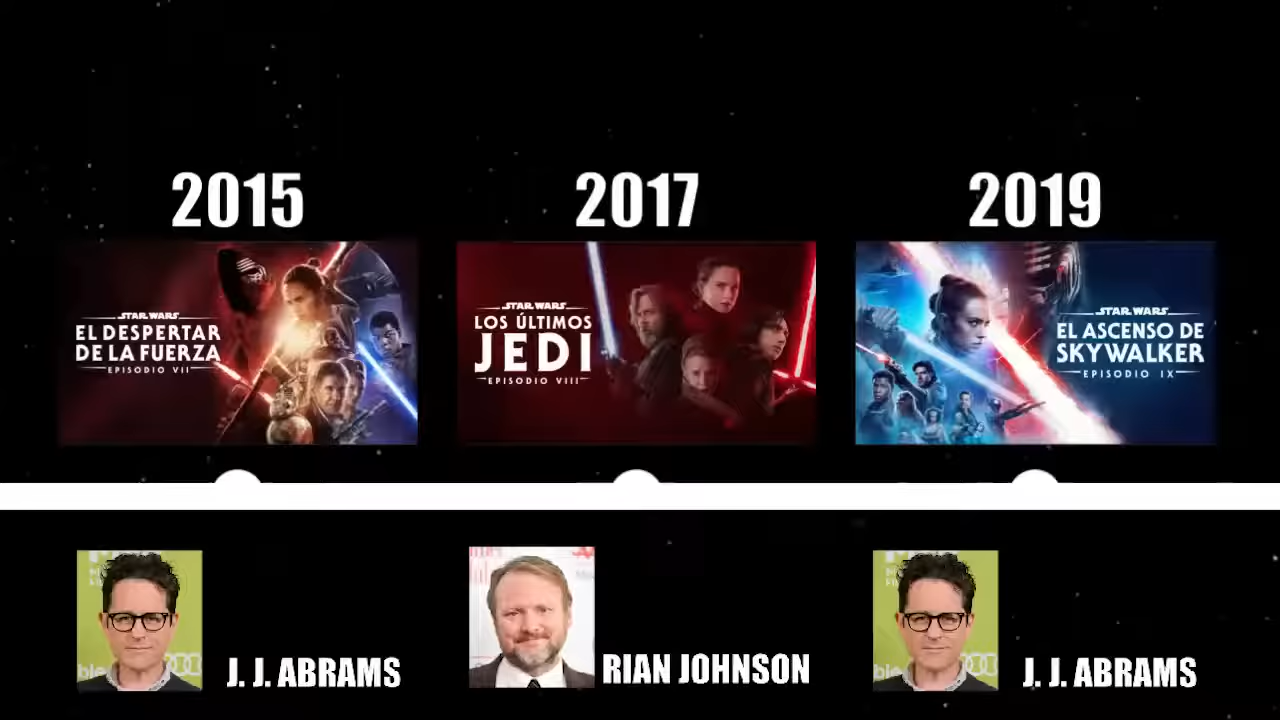 2015
2017
2019
STAR WARS
EL DESPERTAR
DE LA FUERZA
EPISODIO VII
STAR WARS
LOS ÚLTIMOS
JEDI
EPISODIO VIII
STAR WARS
EL ASCENSO DE
SKYWALKER
EPISODIO IX
J. J. ABRAMS
RIAN JOHNSON
J. J. ABRAMS